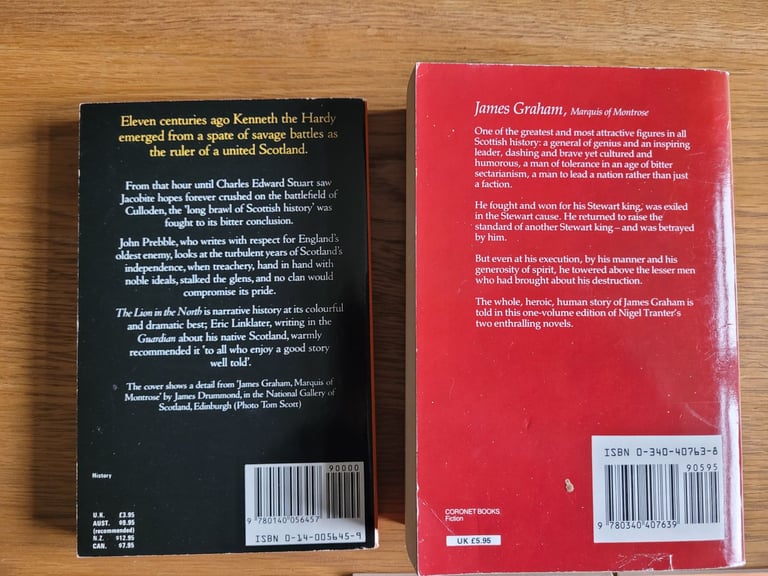 Eleven centuries ago Kenneth the Hardy
emerged from a spate of savage battles as
the ruler of a united Scotland.
From that hour until Charles Edward Stuart saw
Jacobite hopes forever crushed on the battlefield of
Culloden, the 'long brawl of Scottish history' was
fought to its bitter conclusion.
John Prebble, who writes with respect for England's
oldest enemy, looks at the turbulent years of Scotland's
independence, when treachery, hand in hand with
noble ideals, stalked the glens, and no clan would
compromise its pride.
The Lion in the North is narrative history at its colourful
and dramatic best; Eric Linklater, writing in the
Guardian about his native Scotland, warmly
recommended it 'to all who enjoy a good story
well told'.
The cover shows a detail from 'James Graham, Marquis of
Montrose' by James Drummond, in the National Gallery of
Scotland, Edinburgh (Photo Tom Scott)
History
U.K. £3.95
AUST. $9.95
(recommended)
N.Z. $12.95
CAN. $7.95
90000
9 780140 056457
ISBN 0-14-005645-9
James Graham, Marquis of Montrose
One of the greatest and most attractive figures in all
Scottish history: a general of genius and an inspiring
leader, dashing and brave yet cultured and
humorous, a man of tolerance in an age of bitter
sectarianism, a man to lead a nation rather than just
a faction.
He fought and won for his Stewart king, was exiled
in the Stewart cause. He returned to raise the
standard of another Stewart king – and was betrayed
by him.
But even at his execution, by his manner and his
generosity of spirit, he towered above the lesser men
who had brought about his destruction.
The whole, heroic, human story of James Graham is
told in this one-volume edition of Nigel Tranter's
two enthralling novels.
ISBN 0-340-40763-8
90595
9 780340 407639
CORONET BOOKS
Fiction
UK £5.95